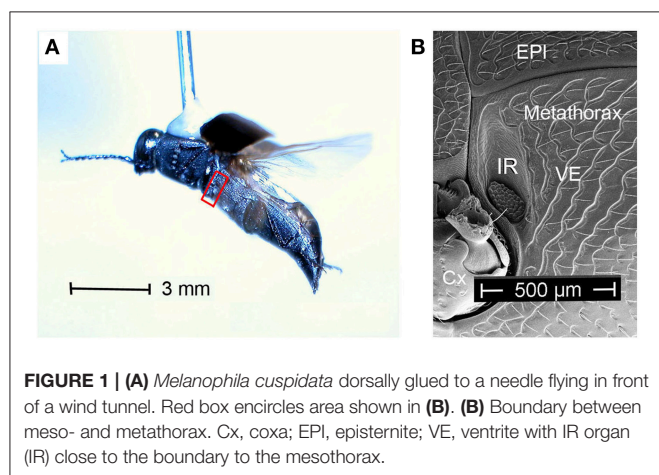 A
B
EPI
Metathorax
IR
VE
Cx
3 mm
500 µm
FIGURE 1 | (A) Melanophila cuspidata dorsally glued to a needle flying in front
of a wind tunnel. Red box encircles area shown in (B). (B) Boundary between
meso- and metathorax. Cx, coxa; EPI, episternite; VE, ventrite with IR organ
(IR) close to the boundary to the mesothorax.